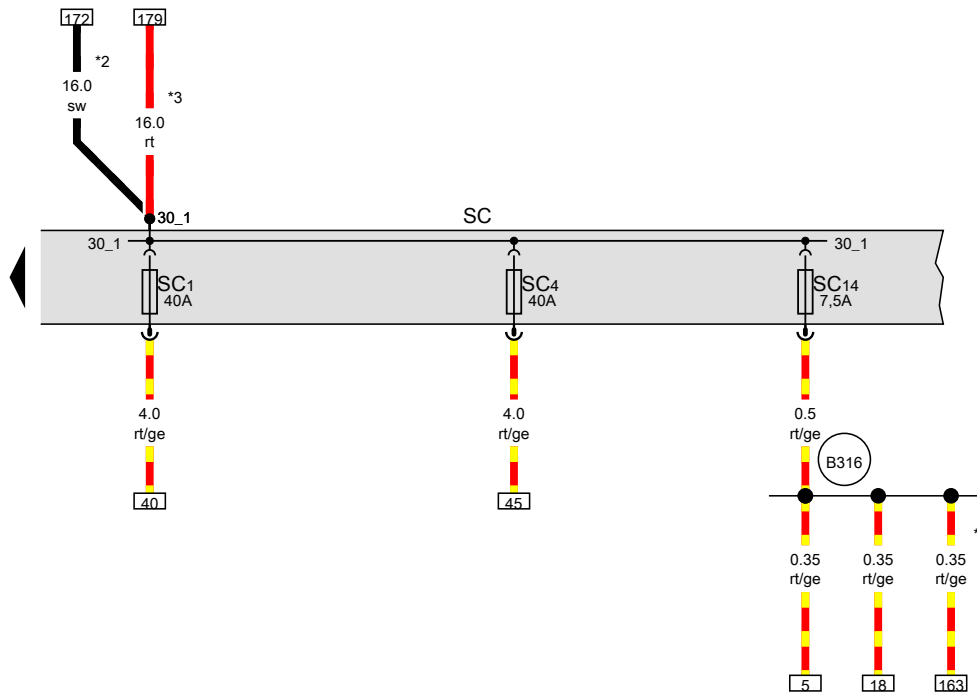 172
179
*2
16.0
sw
*3
16.0
rt
30_1
SC
30_1
30_1
SC1
40A
SC4
40A
SC14
7,5A
4.0
rt/ge
4.0
rt/ge
0.5
rt/ge
B316
40
45
*
0.35
rt/ge
0.35
rt/ge
0.35
rt/ge
5
18
163